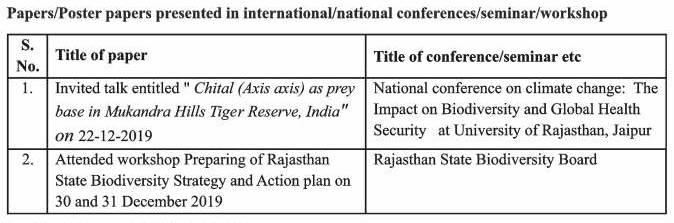 Papers/Poster papers presented in international/national conferences/seminar/workshop
S. No.
Title of paper
Title of conference/seminar etc
1.
Invited talk entitled " Chital (Axis axis) as prey
base in Mukandra Hills Tiger Reserve, India"
on 22-12-2019
National conference on climate change: The
Impact on Biodiversity and Global Health
Security at University of Rajasthan, Jaipur
2.
Attended workshop Preparing of Rajasthan
State Biodiversity Strategy and Action plan on
30 and 31 December 2019
Rajasthan State Biodiversity Board